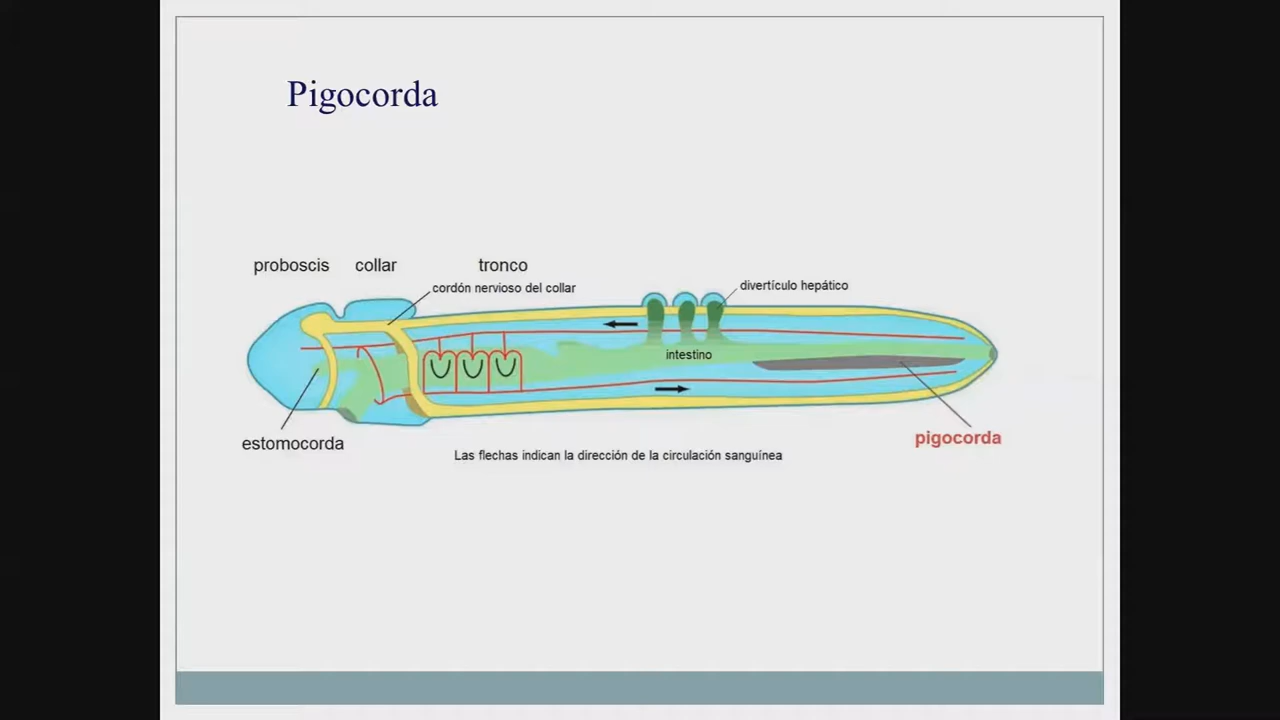 Pigocorda
proboscis collar tronco
cordón nervioso del collar
divertículo hepático
intestino
pigocorda
estomocorda
Las flechas indican la dirección de la circulación sanguínea